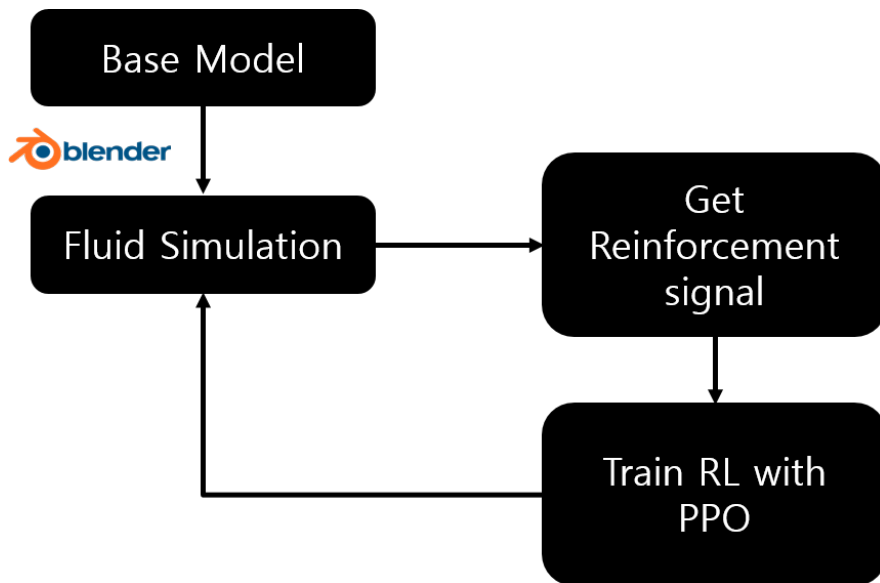 Base Model
blender
Fluid Simulation
Get
Reinforcement
signal
Train RL with
PPO